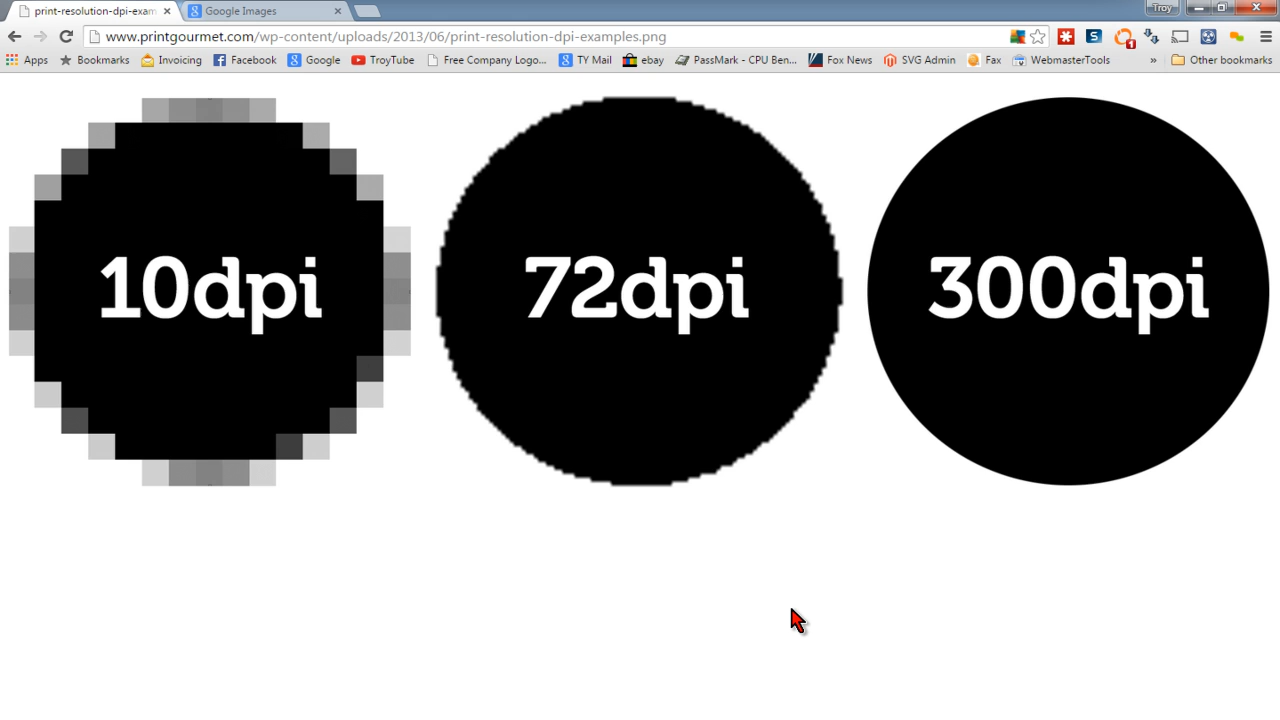 print-resolution-dpi-exam
Google Images
Troy
www.printgourmet.com/wp-content/uploads/2013/06/print-resolution-dpi-examples.png
Apps Bookmarks Invoicing Facebook Google TroyTube Free Company Logo... TY Mail ebay PassMark - CPU Ben... Fox News SVG Admin Fax WebmasterTools » Other bookmarks
10dpi
72dpi
300dpi